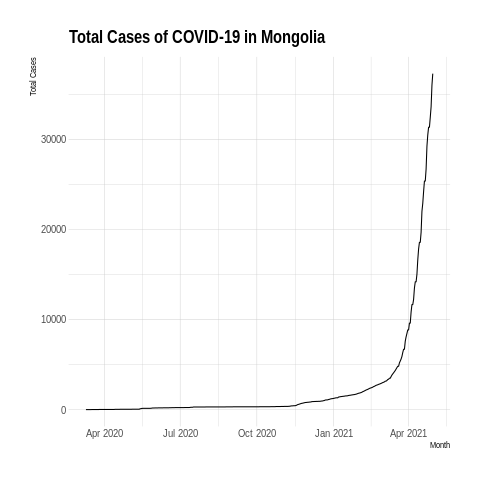 Total Cases of COVID-19 in Mongolia
Total Cases
30000
20000
10000
0
Apr 2020 Jul 2020 Oct 2020 Jan 2021 Apr 2021
Month